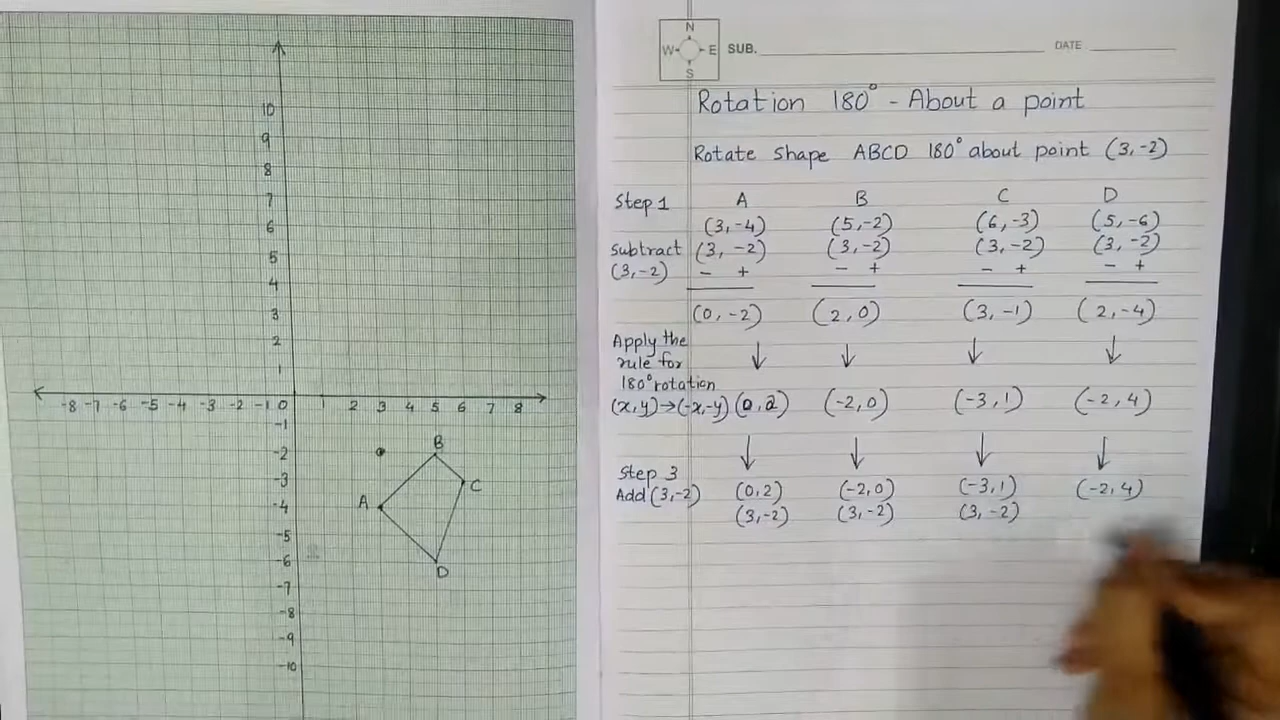 10
9
8
7
6
5
4
3
2
1
-8 -7 -6 -5 -4 -3 -2 -1 0 1 2 3 4 5 6 7 8
-1
-2
-3
-4
-5
-6
-7
-8
-9
-10
A
B
C
D
N
W E
S
SUB. DATE
Rotation 180° - About a point
Rotate shape ABCD 180° about point (3,-2)
Step 1 A B C D
(3,-4) (5,-2) (6,-3) (5,-6)
subtract (3,-2) (3,-2) (3,-2) (3,-2)
(3,-2) - + - + - + - +
(0,-2) (2,0) (3,-1) (2,-4)
Apply the
rule for ↓ ↓ ↓ ↓
180° rotation
(x,y)→(-x,-y) (0,2) (-2,0) (-3,1) (-2,4)
↓ ↓ ↓ ↓
Step 3
Add (3,-2) (0,2) (-2,0) (-3,1) (-2,4)
(3,-2) (3,-2) (3,-2)